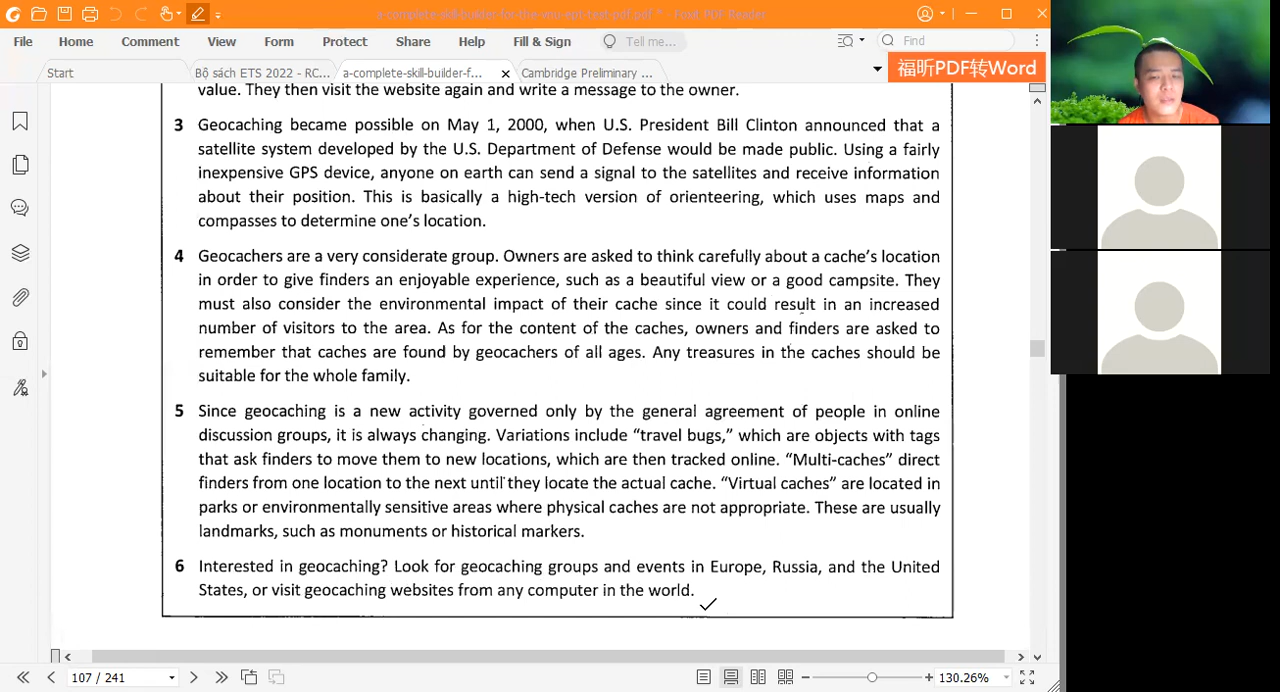 a-complete-skill-builder-for-the-vnu-ept-test-pdf.pdf * - Foxit PDF Reader
File Home Comment View Form Protect Share Help Fill & Sign Tell me... Find
Start Bộ sách ETS 2022 - RC... a-complete-skill-builder-f... Cambridge Preliminary ... 福昕PDF转Word
value. They then visit the website again and write a message to the owner.
3 Geocaching became possible on May 1, 2000, when U.S. President Bill Clinton announced that a
satellite system developed by the U.S. Department of Defense would be made public. Using a fairly
inexpensive GPS device, anyone on earth can send a signal to the satellites and receive information
about their position. This is basically a high-tech version of orienteering, which uses maps and
compasses to determine one's location.
4 Geocachers are a very considerate group. Owners are asked to think carefully about a cache's location
in order to give finders an enjoyable experience, such as a beautiful view or a good campsite. They
must also consider the environmental impact of their cache since it could result in an increased
number of visitors to the area. As for the content of the caches, owners and finders are asked to
remember that caches are found by geocachers of all ages. Any treasures in the caches should be
suitable for the whole family.
5 Since geocaching is a new activity governed only by the general agreement of people in online
discussion groups, it is always changing. Variations include “travel bugs,” which are objects with tags
that ask finders to move them to new locations, which are then tracked online. “Multi-caches” direct
finders from one location to the next until they locate the actual cache. “Virtual caches” are located in
parks or environmentally sensitive areas where physical caches are not appropriate. These are usually
landmarks, such as monuments or historical markers.
6 Interested in geocaching? Look for geocaching groups and events in Europe, Russia, and the United
States, or visit geocaching websites from any computer in the world.
107 / 241 130.26%